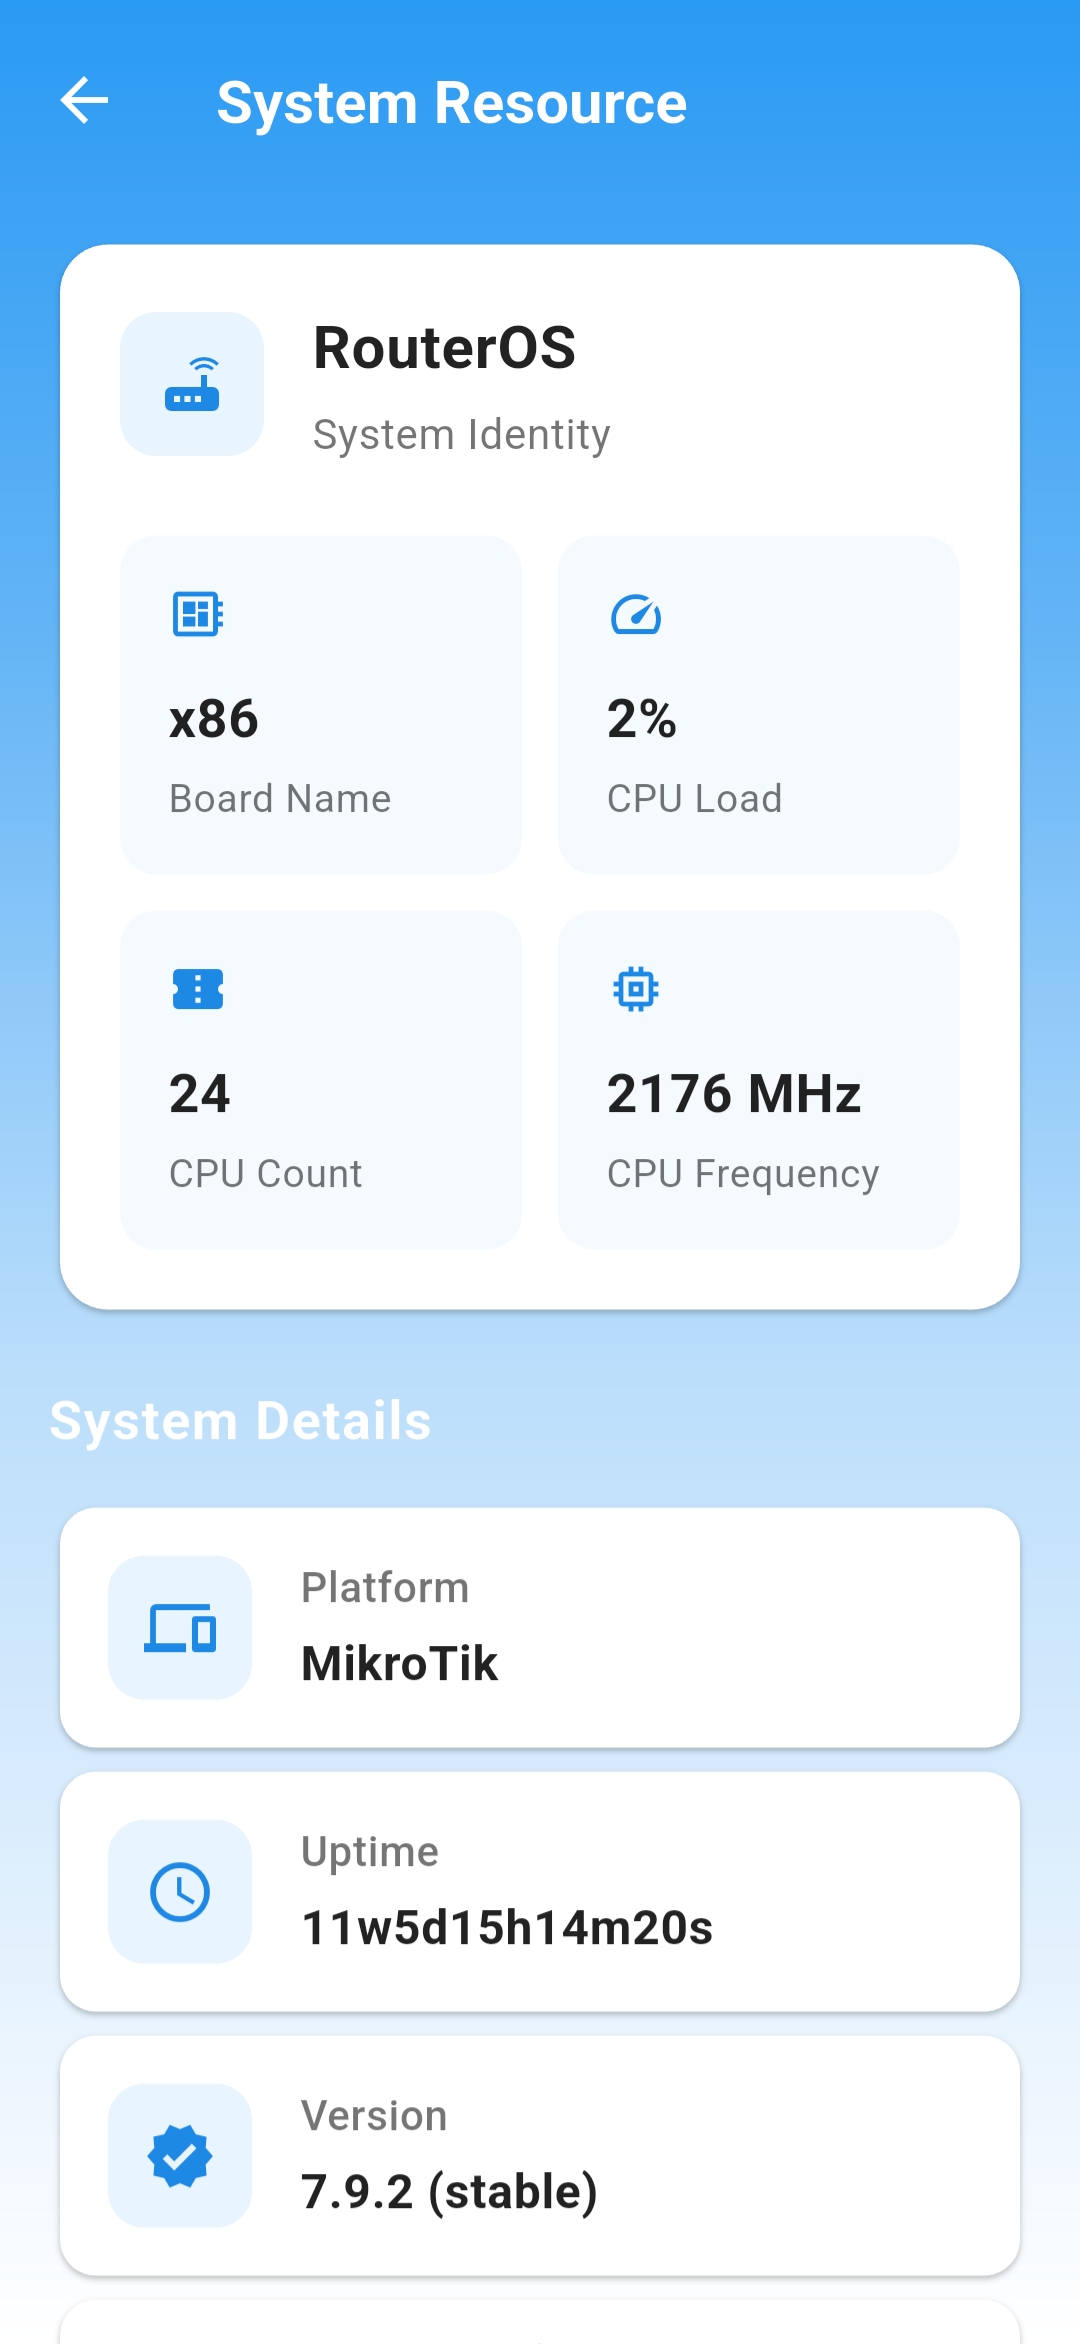 System Resource
RouterOS
System Identity
x86
Board Name
2%
CPU Load
24
CPU Count
2176 MHz
CPU Frequency
System Details
Platform
MikroTik
Uptime
11w5d15h14m20s
Version
7.9.2 (stable)